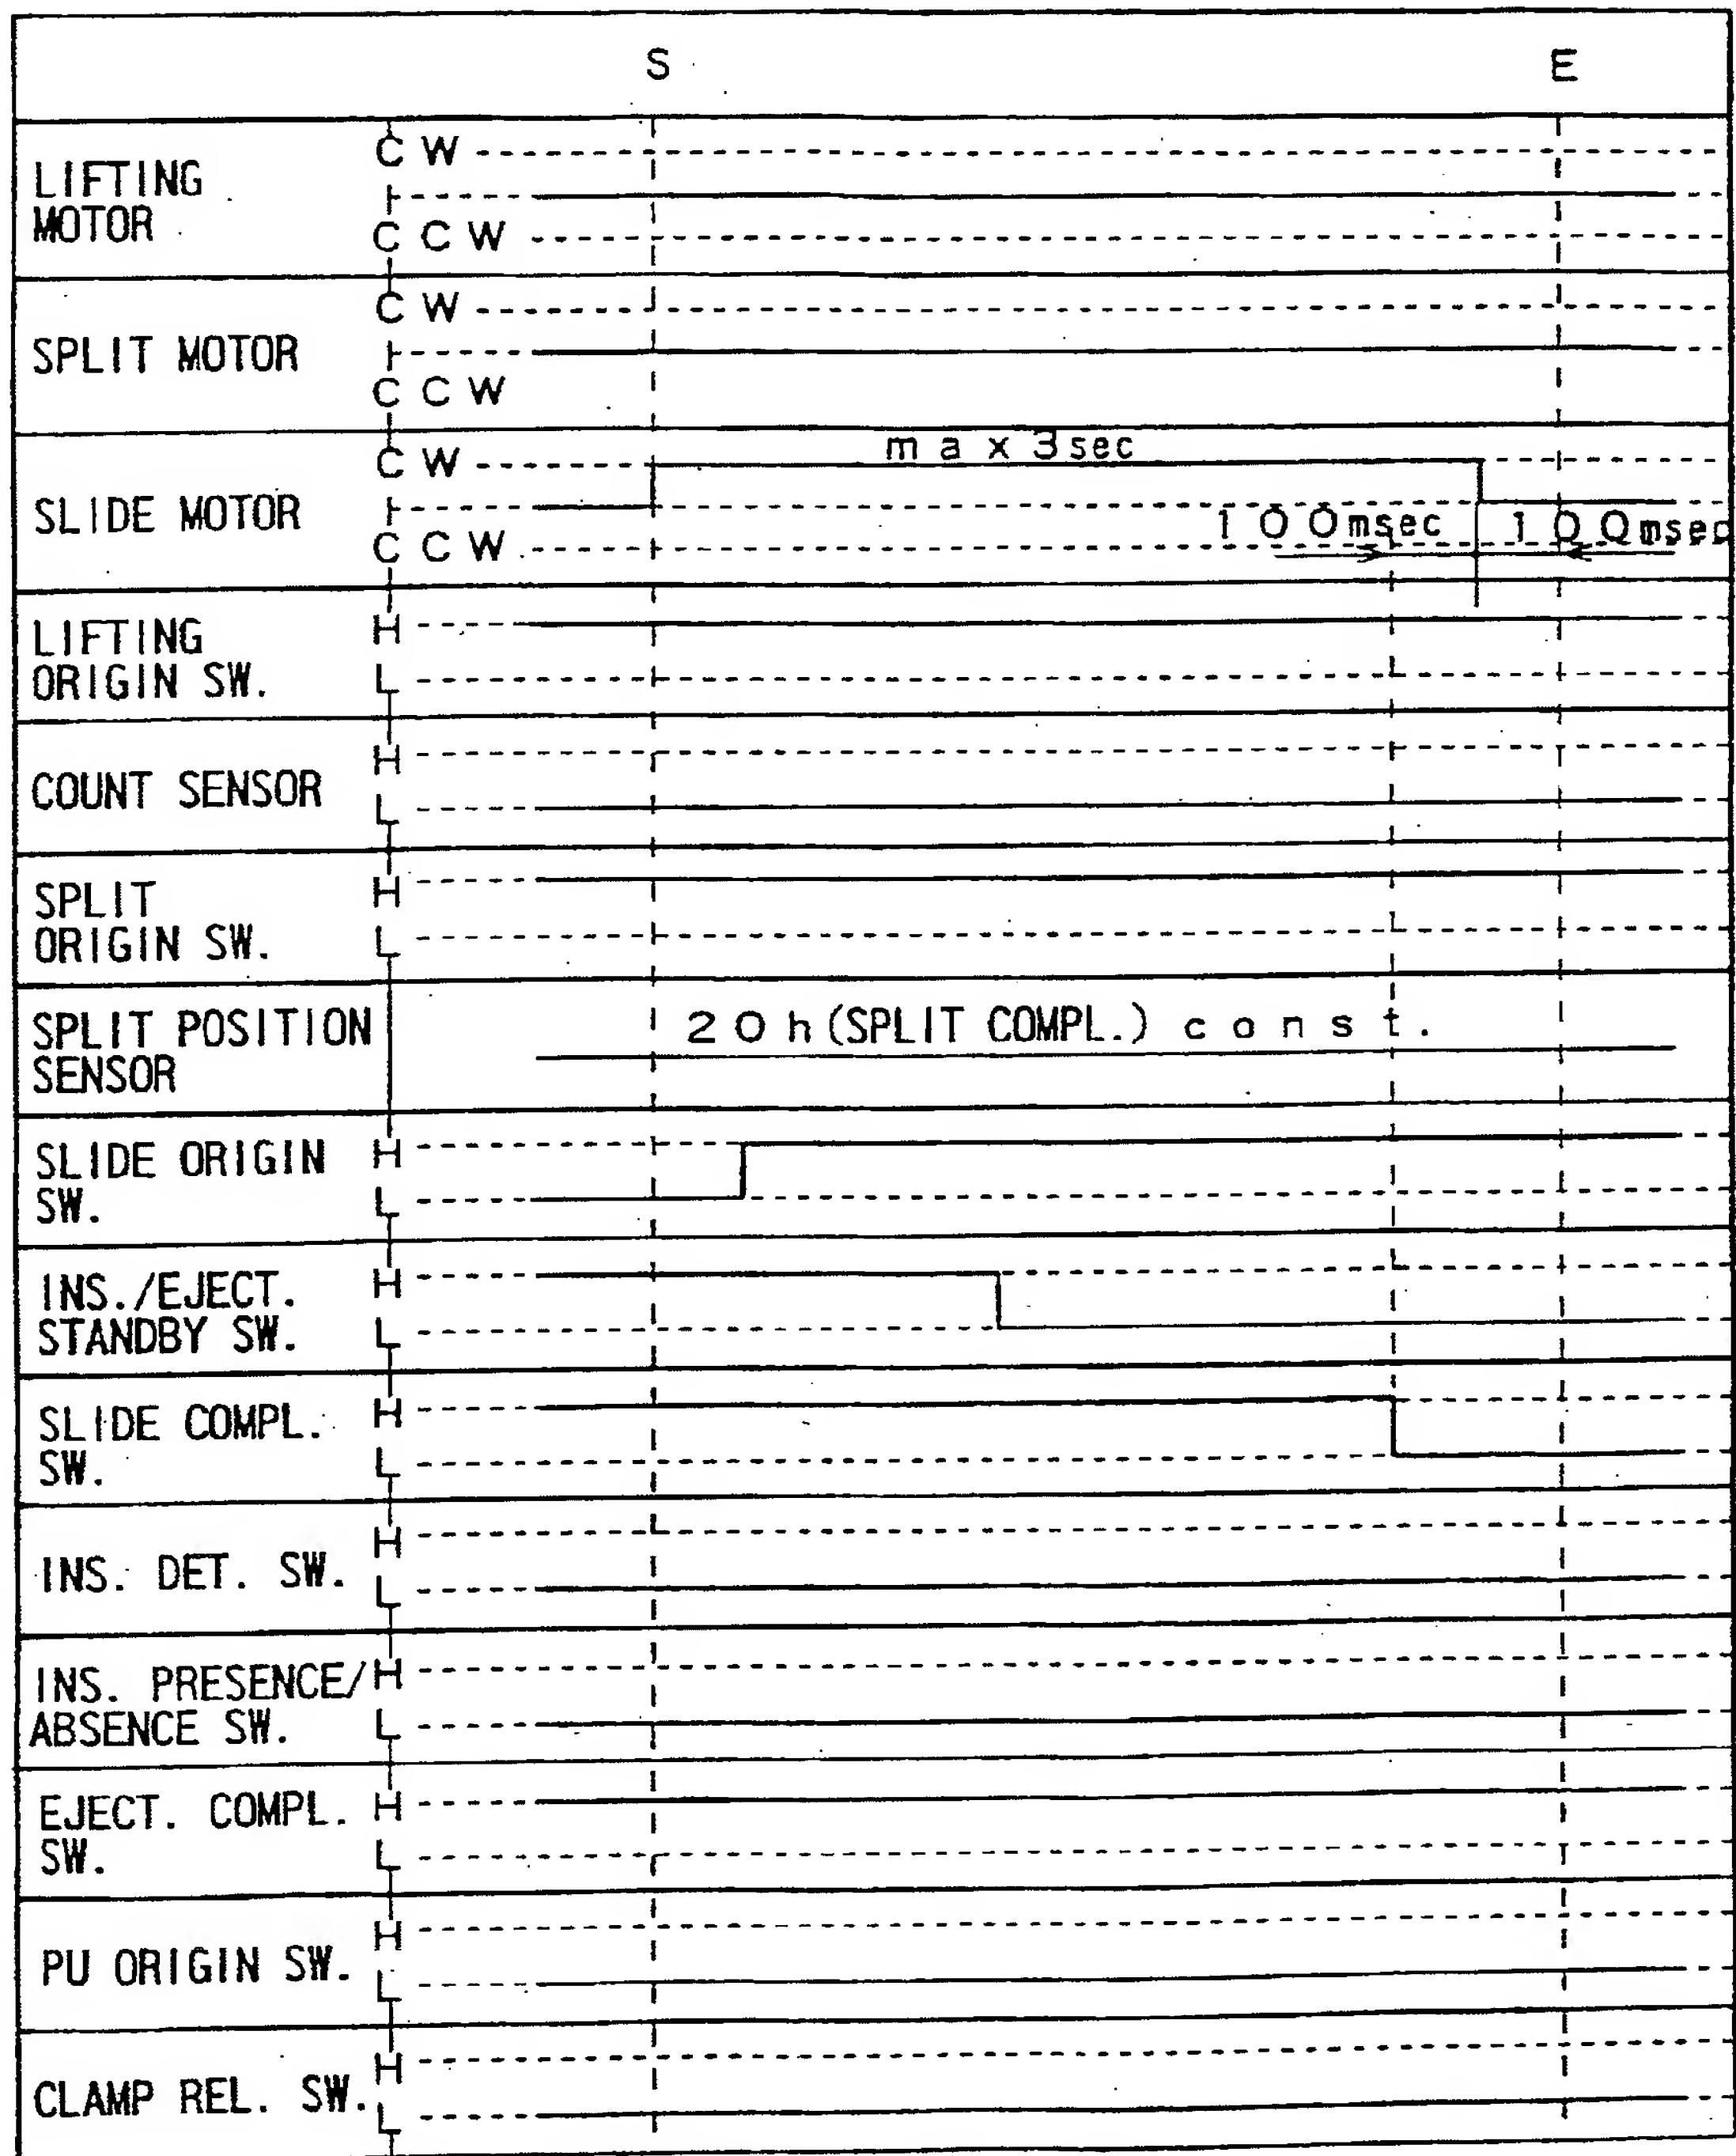 S E
LIFTING
MOTOR
CW
CCW
SPLIT MOTOR
CW
CCW
SLIDE MOTOR
CW
CCW
max 3sec
100msec 100msec
LIFTING
ORIGIN SW.
H
L
COUNT SENSOR
H
L
SPLIT
ORIGIN SW.
H
L
SPLIT POSITION
SENSOR
20h(SPLIT COMPL.) const.
SLIDE ORIGIN
SW.
H
L
INS./EJECT.
STANDBY SW.
H
L
SLIDE COMPL.
SW.
H
L
INS. DET. SW.
H
L
INS. PRESENCE/
ABSENCE SW.
H
L
EJECT. COMPL.
SW.
H
L
PU ORIGIN SW.
H
L
CLAMP REL. SW.
H
L